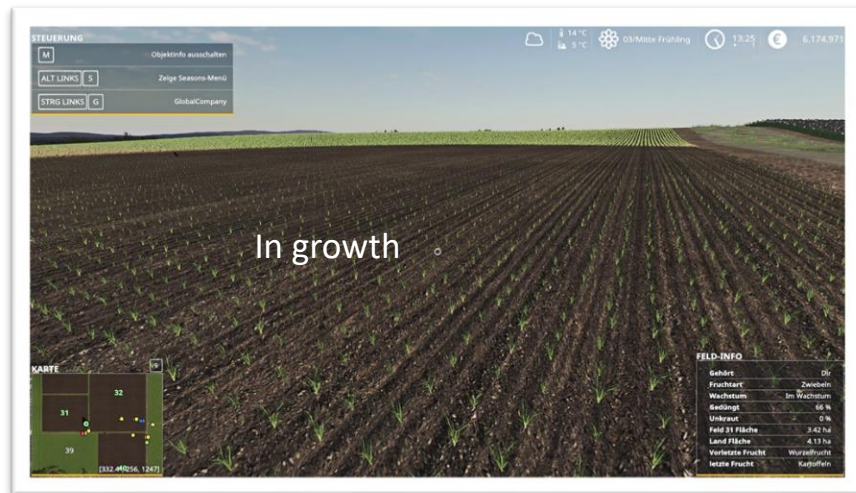 STEUERUNG
M Objektinfo ausschalten
ALT LINKS S Zeige Seasons-Menü
STRG LINKS G GlobalCompany
14 °C
5 °C
03/Mitte Frühling
13:25
€ 6.174.971
In growth
KARTE
32
31
39
FELD-INFO
Gehört Dir
Fruchtart Zwiebeln
Wachstum Im Wachstum
Gedüngt 66 %
Unkraut 0 %
Feld 31 Fläche 3.42 ha
Land Fläche 4.13 ha
Vorletzte Frucht Wurzelfrucht
letzte Frucht Kartoffeln